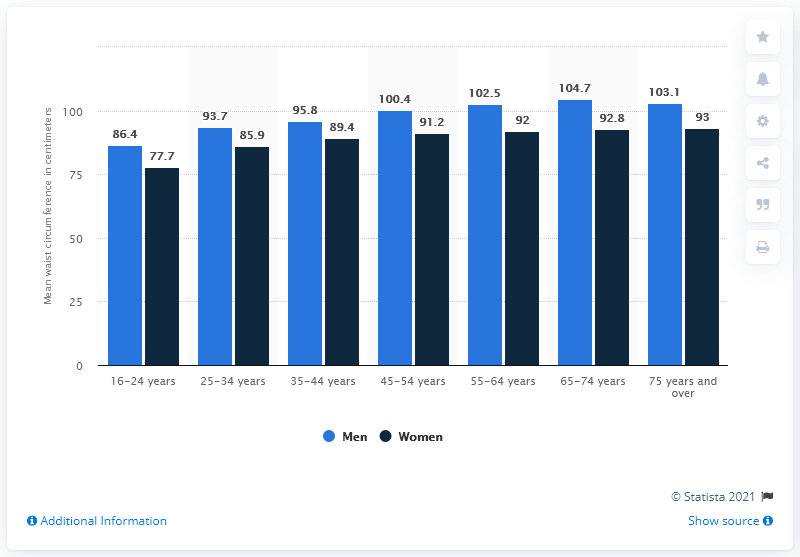 Mean waist circumference in centimeters
100
75
50
25
0
86.4
77.7
93.7
85.9
95.8
89.4
100.4
91.2
102.5
92
104.7
92.8
103.1
93
16-24 years
25-34 years
35-44 years
45-54 years
55-64 years
65-74 years
75 years and
over
Men
Women
© Statista 2021
Additional Information
Show source